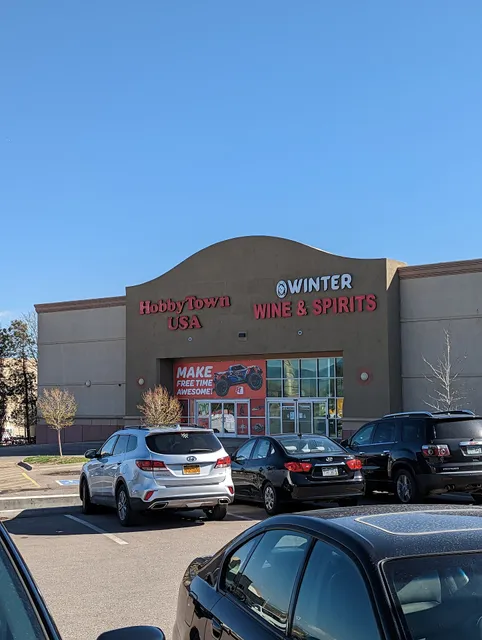 HobbyTown
USA
WINTER
WINE & SPIRITS
MAKE
FREE TIME
AWESOME!